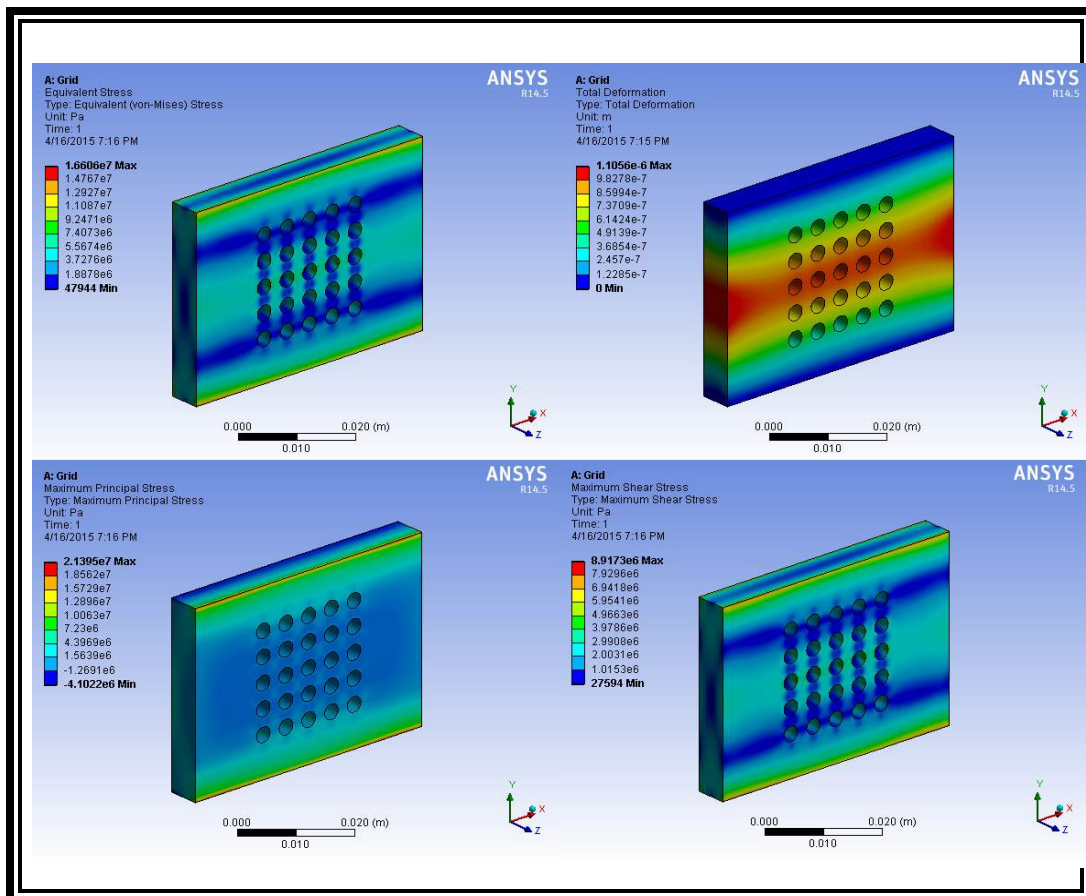 A: Grid
Equivalent Stress
Type: Equivalent (von-Mises) Stress
Unit: Pa
Time: 1
4/16/2015 7:16 PM
1.6606e7 Max
1.4767e7
1.2927e7
1.1087e7
9.2471e6
7.4073e6
5.5674e6
3.7276e6
1.8878e6
47944 Min
ANSYS
R14.5
0.000
0.020 (m)
0.010
Y
X
Z
A: Grid
Total Deformation
Type: Total Deformation
Unit: m
Time: 1
4/16/2015 7:15 PM
1.1056e-6 Max
9.8278e-7
8.5994e-7
7.3709e-7
6.1424e-7
4.9139e-7
3.6854e-7
2.457e-7
1.2285e-7
0 Min
ANSYS
R14.5
0.000
0.020 (m)
0.010
Y
X
Z
A: Grid
Maximum Principal Stress
Type: Maximum Principal Stress
Unit: Pa
Time: 1
4/16/2015 7:16 PM
2.1395e7 Max
1.8562e7
1.5729e7
1.2896e7
1.0063e7
7.23e6
4.3969e6
1.5639e6
-1.2691e6
-4.1022e6 Min
ANSYS
R14.5
0.000
0.020 (m)
0.010
Y
X
Z
A: Grid
Maximum Shear Stress
Type: Maximum Shear Stress
Unit: Pa
Time: 1
4/16/2015 7:16 PM
8.9173e6 Max
7.9296e6
6.9418e6
5.9541e6
4.9663e6
3.9786e6
2.9908e6
2.0031e6
1.0153e6
27594 Min
ANSYS
R14.5
0.000
0.020 (m)
0.010
Y
X
Z